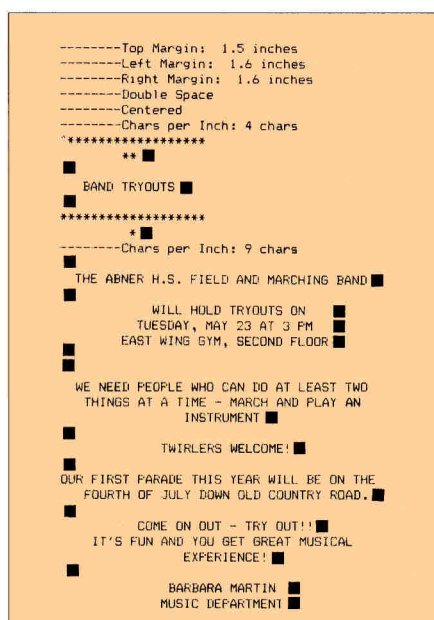 --------Top Margin: 1.5 inches
--------Left Margin: 1.6 inches
--------Right Margin: 1.6 inches
--------Double Space
--------Centered
--------Chars per Inch: 4 chars
^******************
** ■
■
BAND TRYOUTS ■
■
*******************
* ■
--------Chars per Inch: 9 chars
■
THE ABNER H.S. FIELD AND MARCHING BAND ■
■
WILL HOLD TRYOUTS ON ■
TUESDAY, MAY 23 AT 3 PM ■
EAST WING GYM, SECOND FLOOR ■
■
■
WE NEED PEOPLE WHO CAN DO AT LEAST TWO
THINGS AT A TIME - MARCH AND PLAY AN
INSTRUMENT ■
■
TWIRLERS WELCOME! ■
■
OUR FIRST PARADE THIS YEAR WILL BE ON THE
FOURTH OF JULY DOWN OLD COUNTRY ROAD. ■
■
COME ON OUT - TRY OUT!! ■
IT'S FUN AND YOU GET GREAT MUSICAL
EXPERIENCE! ■
■
BARBARA MARTIN ■
MUSIC DEPARTMENT ■